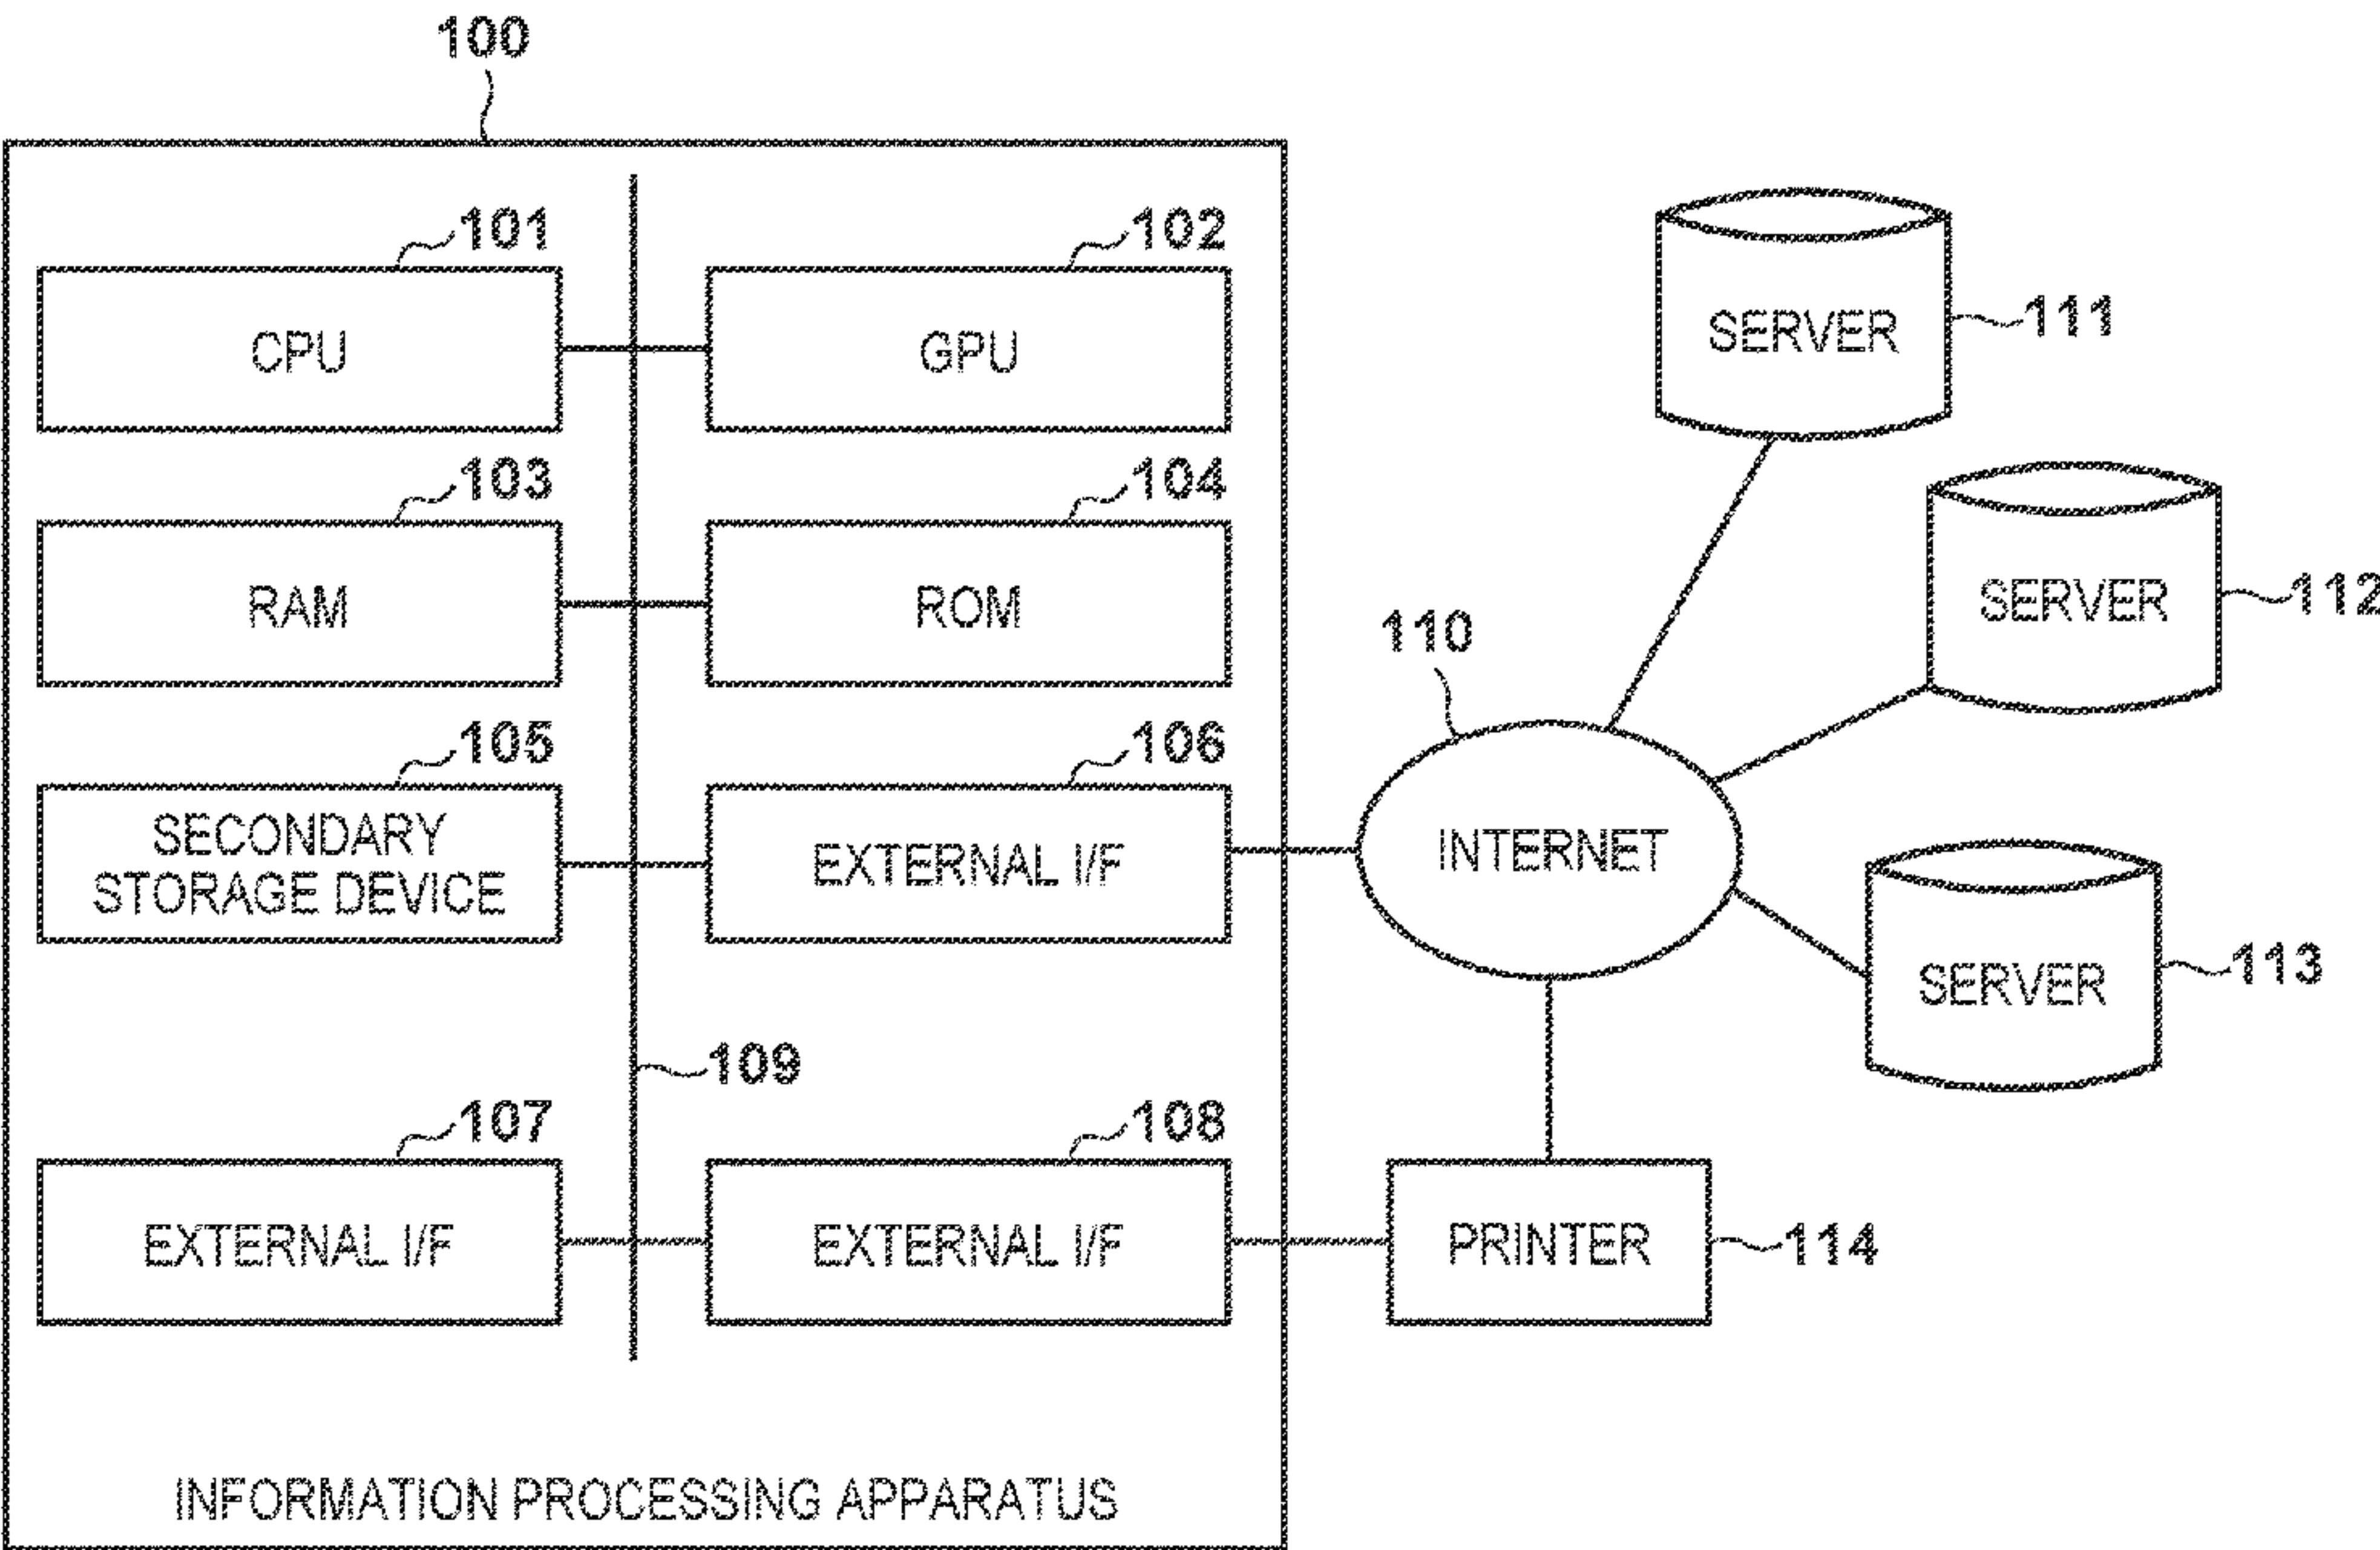 100
101
102
CPU
GPU
103
104
RAM
ROM
105
106
SECONDARY
STORAGE DEVICE
EXTERNAL I/F
109
107
108
EXTERNAL I/F
EXTERNAL I/F
INFORMATION PROCESSING APPARATUS
SERVER
111
SERVER
112
110
INTERNET
SERVER
113
PRINTER
114